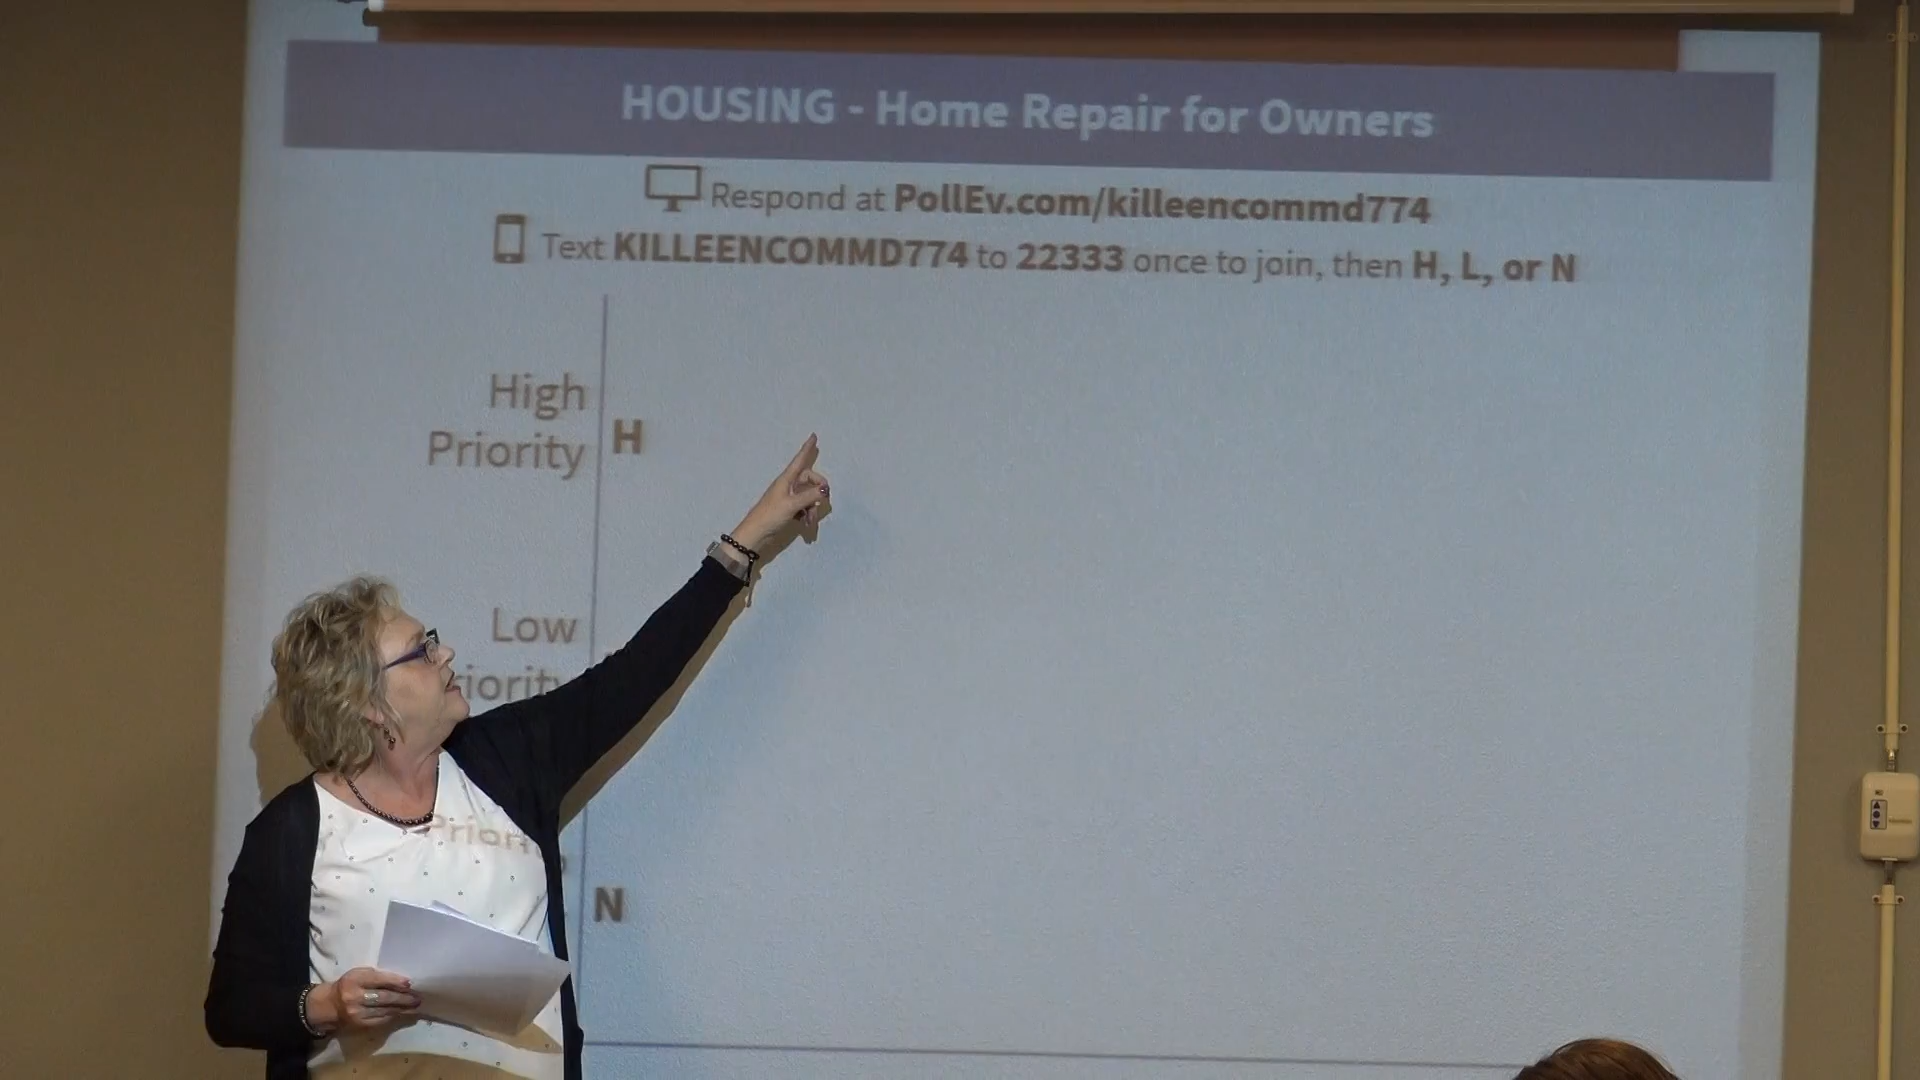 HOUSING - Home Repair for Owners
Respond at PollEv.com/killeencommd774
Text KILLEENCOMMD774 to 22333 once to join, then H, L, or N
High
Priority
H
Low
N